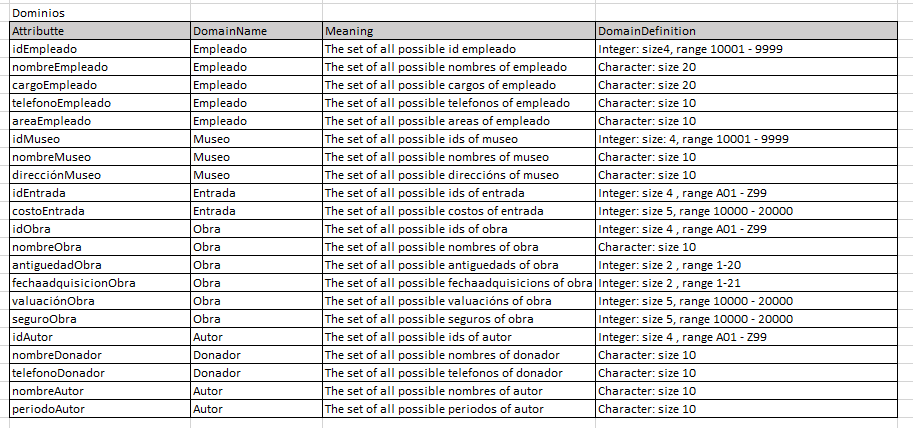 Dominios
Attributte DomainName Meaning DomainDefinition
idEmpleado Empleado The set of all possible id empleado Integer: size4, range 10001 - 9999
nombreEmpleado Empleado The set of all possible nombres of empleado Character: size 20
cargoEmpleado Empleado The set of all possible cargos of empleado Character: size 20
telefonoEmpleado Empleado The set of all possible telefonos of empleado Character: size 10
areaEmpleado Empleado The set of all possible areas of empleado Character: size 10
idMuseo Museo The set of all possible ids of museo Integer: size: 4, range 10001 - 9999
nombreMuseo Museo The set of all possible nombres of museo Character: size 10
direcciónMuseo Museo The set of all possible direccións of museo Character: size 10
idEntrada Entrada The set of all possible ids of entrada Integer: size 4 , range A01 - Z99
costoEntrada Entrada The set of all possible costos of entrada Integer: size 5, range 10000 - 20000
idObra Obra The set of all possible ids of obra Integer: size 4 , range A01 - Z99
nombreObra Obra The set of all possible nombres of obra Character: size 10
antiguedadObra Obra The set of all possible antiguedads of obra Integer: size 2 , range 1-20
fechaadquisicionObra Obra The set of all possible fechaadquisicions of obra Integer: size 2 , range 1-21
valuaciónObra Obra The set of all possible valuacións of obra Integer: size 5, range 10000 - 20000
seguroObra Obra The set of all possible seguros of obra Integer: size 5, range 10000 - 20000
idAutor Autor The set of all possible ids of autor Integer: size 4 , range A01 - Z99
nombreDonador Donador The set of all possible nombres of donador Character: size 10
telefonoDonador Donador The set of all possible telefonos of donador Character: size 10
nombreAutor Autor The set of all possible nombres of autor Character: size 10
periodoAutor Autor The set of all possible periodos of autor Character: size 10